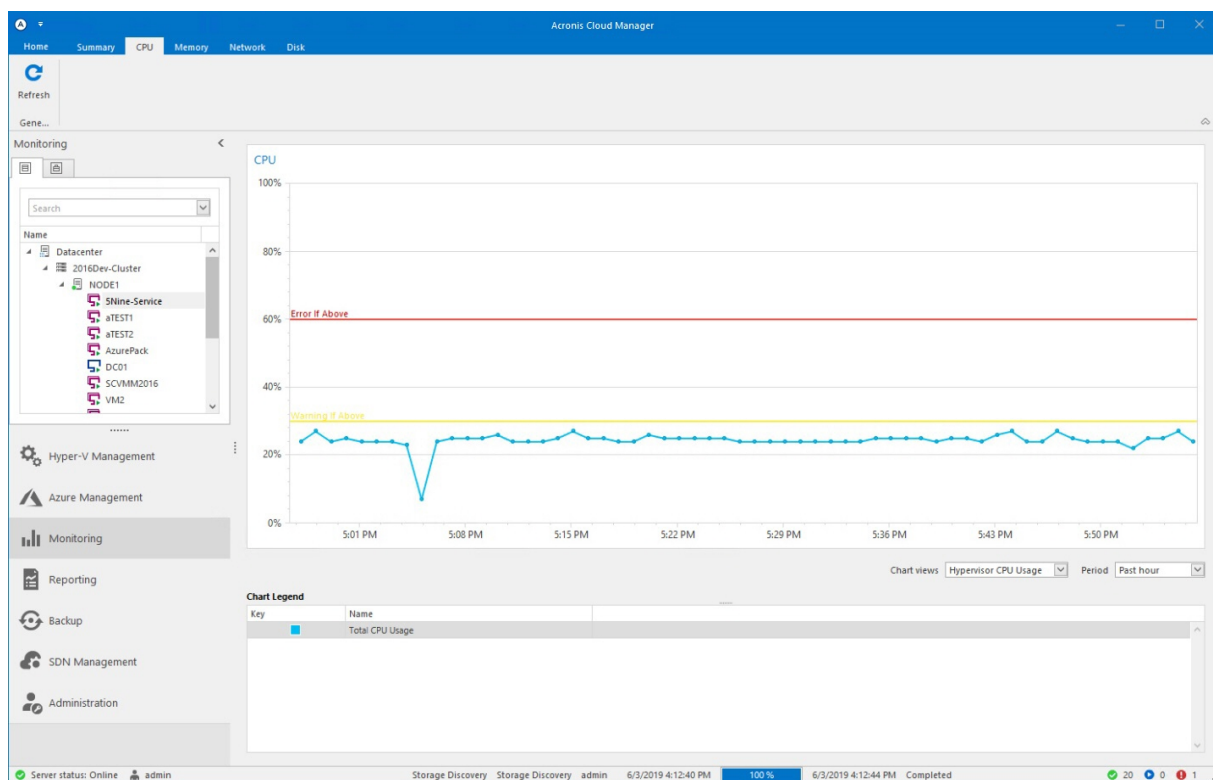 Acronis Cloud Manager
Home Summary CPU Memory Network Disk
Refresh
Gene...
Monitoring
Search
Name
Datacenter
2016Dev-Cluster
NODE1
5Nine-Service
aTEST1
aTEST2
AzurePack
DC01
SCVMM2016
VM2
Hyper-V Management
Azure Management
Monitoring
Reporting
Backup
SDN Management
Administration
CPU
100%
80%
Error If Above
60%
40%
Warning If Above
20%
0%
5:01 PM 5:08 PM 5:15 PM 5:22 PM 5:29 PM 5:36 PM 5:43 PM 5:50 PM
Chart views Hypervisor CPU Usage Period Past hour
Chart Legend
Key Name
Total CPU Usage
Server status: Online admin Storage Discovery Storage Discovery admin 6/3/2019 4:12:40 PM 100 % 6/3/2019 4:12:44 PM Completed 20 0 1